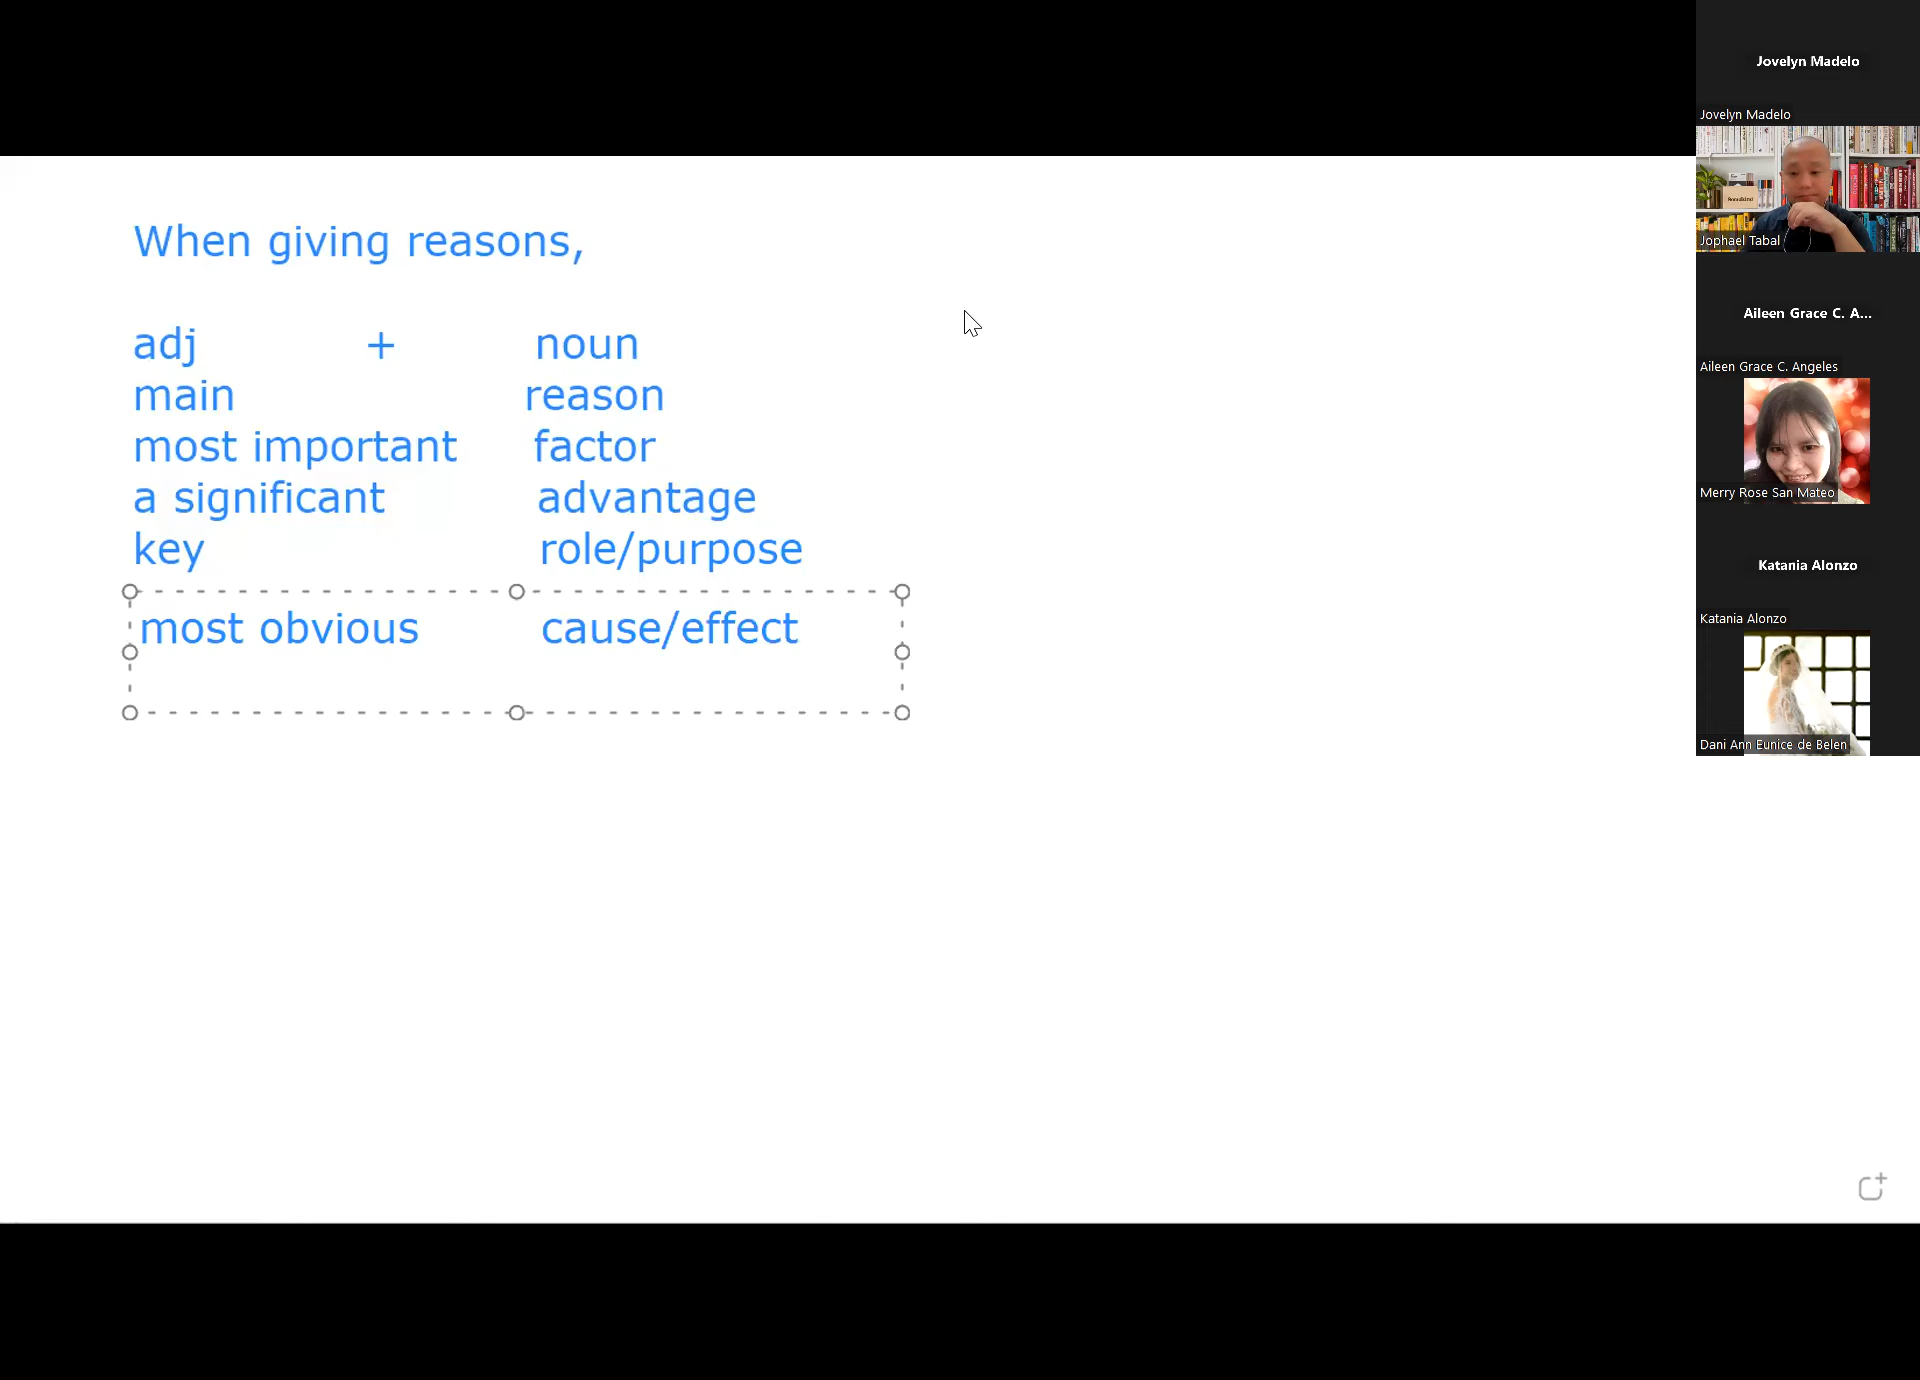 When giving reasons,
adj + noun
main reason
most important factor
a significant advantage
key role/purpose
most obvious cause/effect
Jovelyn Madelo
Jovelyn Madelo
Jophael Tabal
Aileen Grace C. A...
Aileen Grace C. Angeles
Merry Rose San Mateo
Katania Alonzo
Katania Alonzo
Dani Ann Eunice de Belen